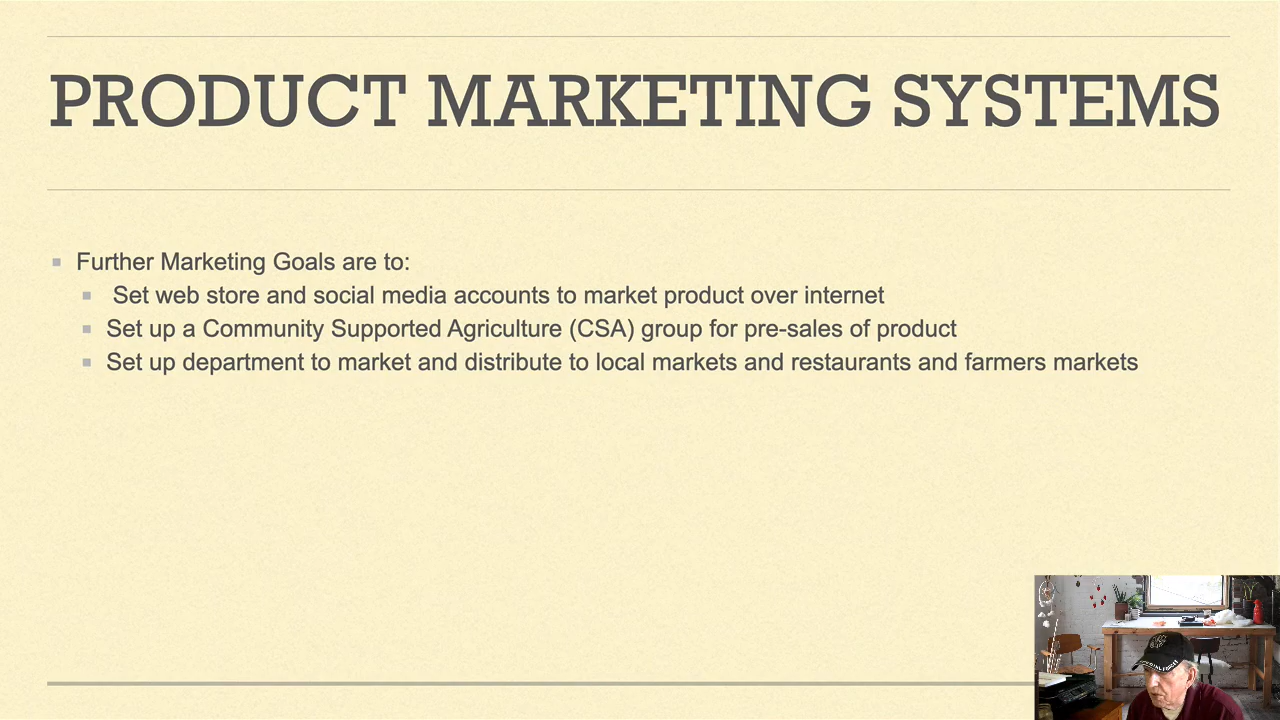 PRODUCT MARKETING SYSTEMS
Further Marketing Goals are to:
Set web store and social media accounts to market product over internet
Set up a Community Supported Agriculture (CSA) group for pre-sales of product
Set up department to market and distribute to local markets and restaurants and farmers markets